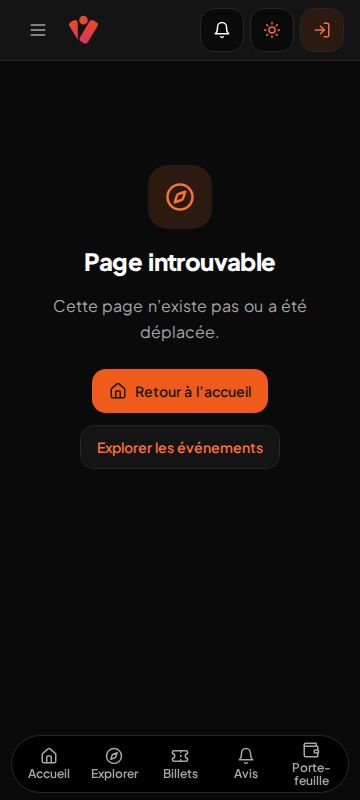 Page introuvable
Cette page n'existe pas ou a été
déplacée.
Retour à l'accueil
Explorer les événements
Accueil
Explorer
Billets
Avis
Porte-
feuille